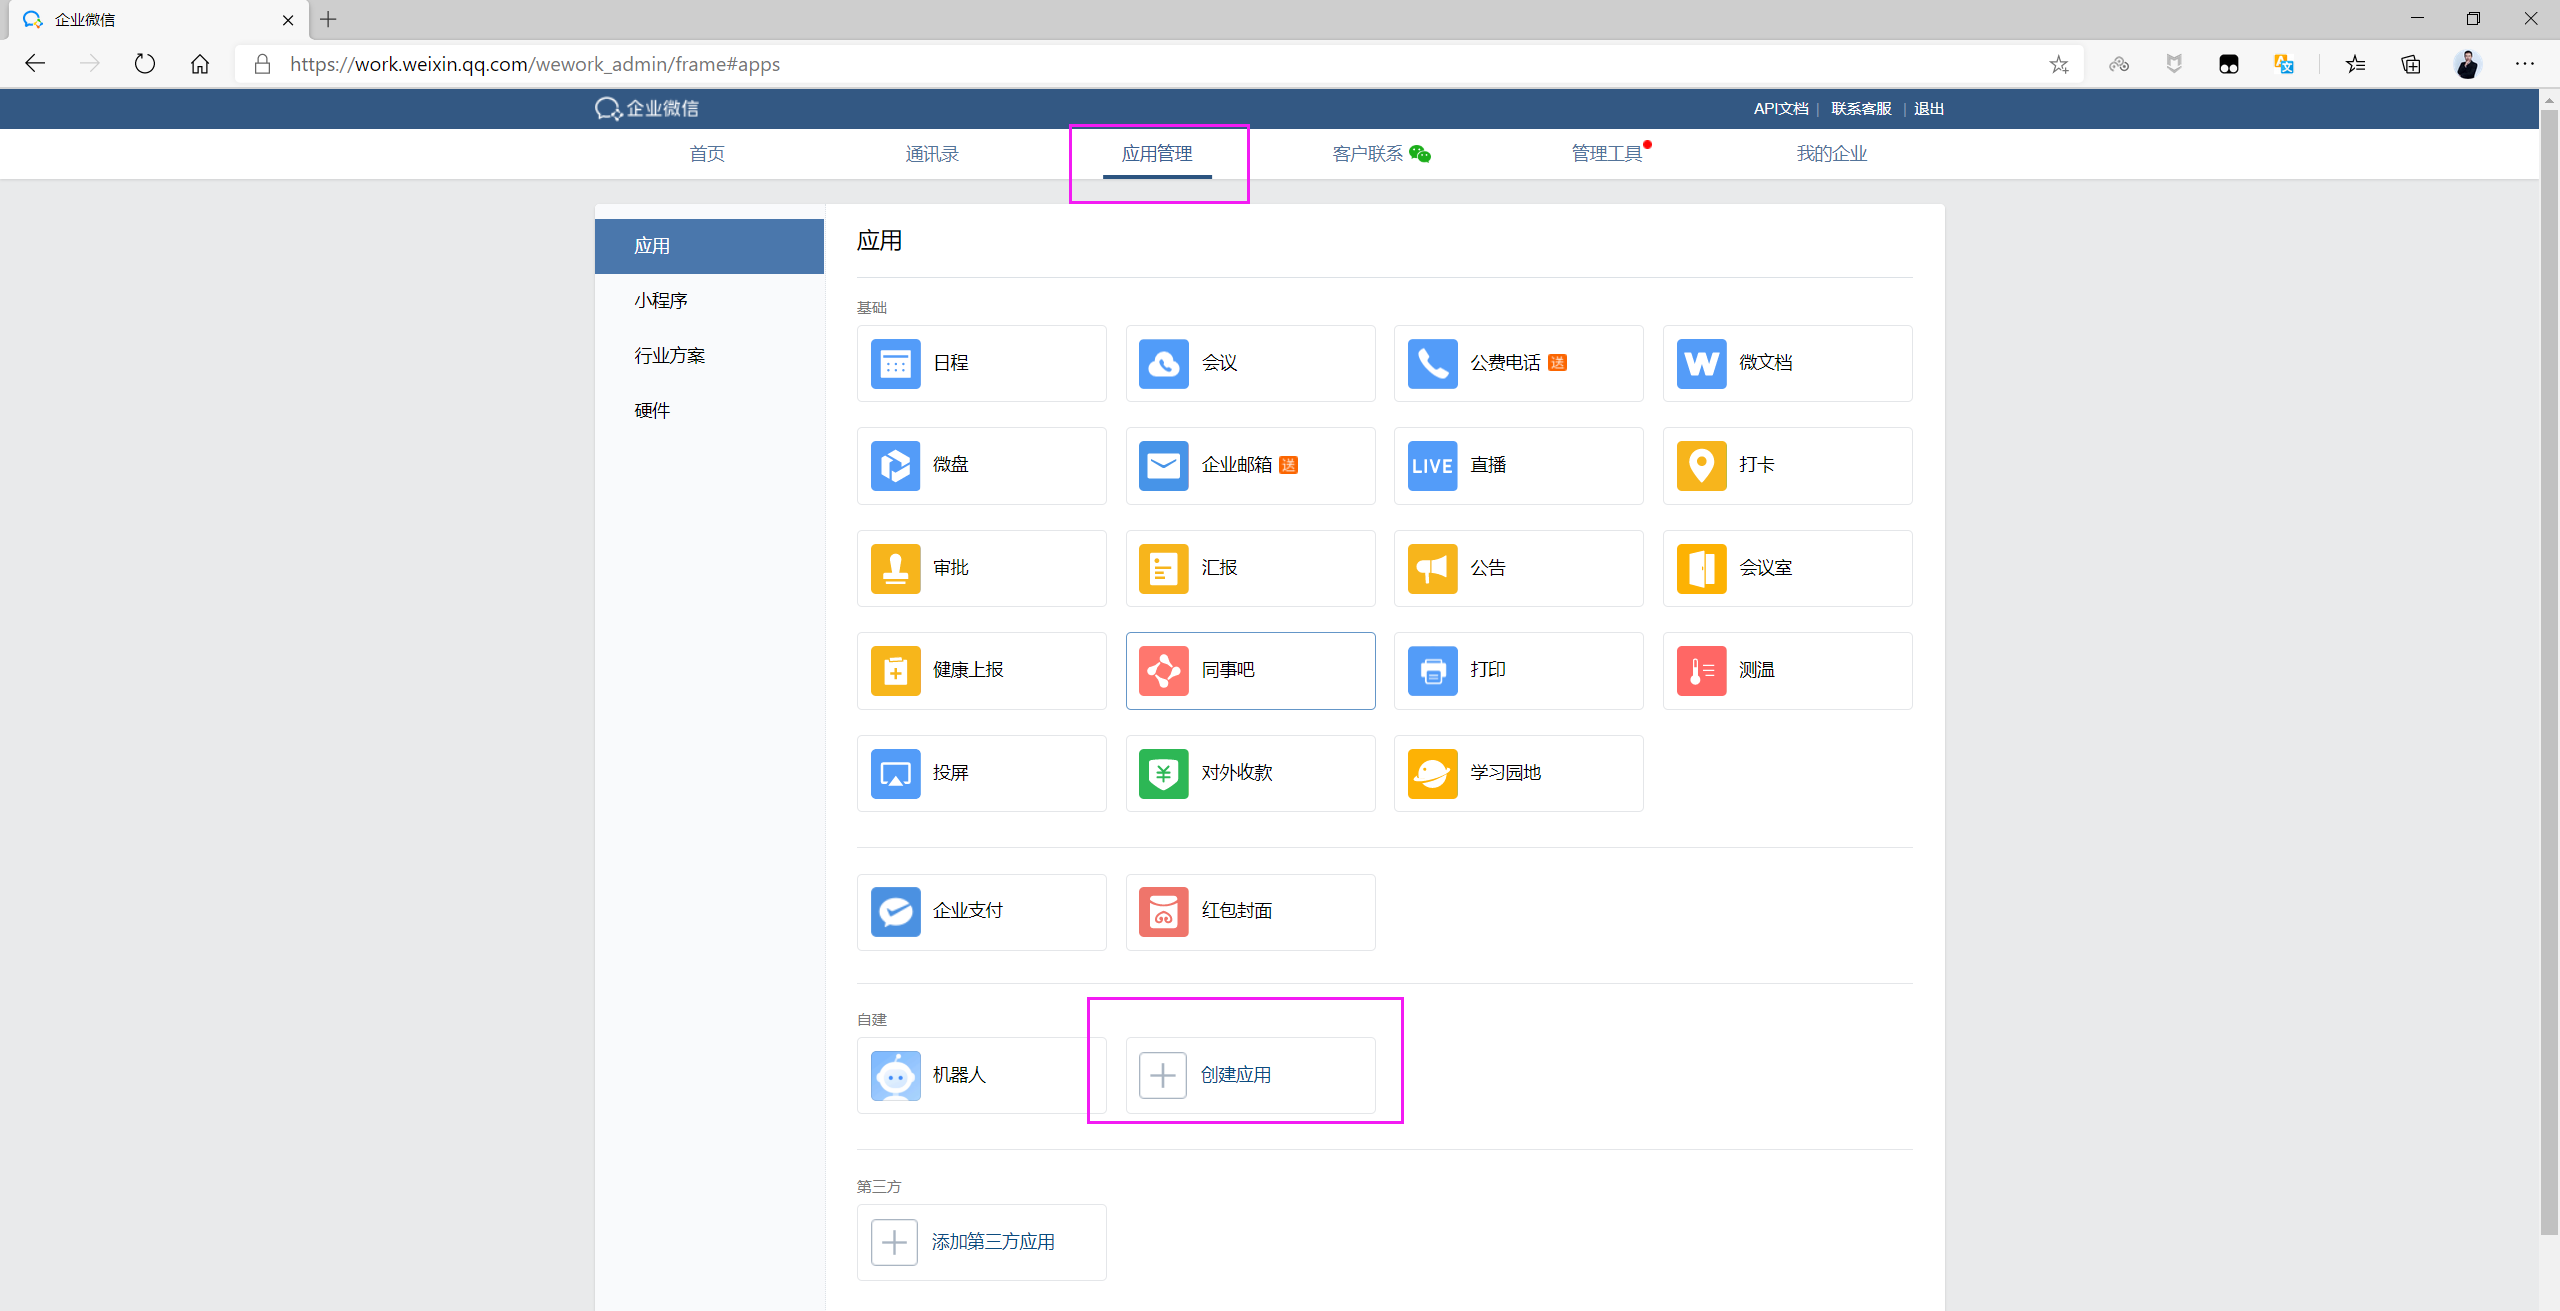 企业微信
https://work.weixin.qq.com/wework_admin/frame#apps
企业微信
API文档 | 联系客服 | 退出
首页 通讯录 应用管理 客户联系 管理工具 我的企业
应用
小程序
行业方案
硬件
应用
基础
日程 会议 公费电话 送 微文档
微盘 企业邮箱 送 LIVE 直播 打卡
审批 汇报 公告 会议室
健康上报 同事吧 打印 测温
投屏 对外收款 学习园地
企业支付 红包封面
自建
机器人 创建应用
第三方
添加第三方应用